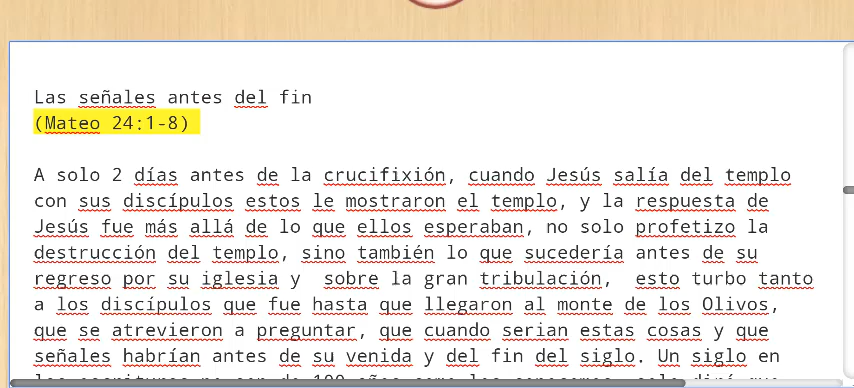 Las señales antes del fin
(Mateo 24:1-8)
A solo 2 días antes de la crucifixión, cuando Jesús salía del templo
con sus discípulos estos le mostraron el templo, y la respuesta de
Jesús fue más allá de lo que ellos esperaban, no solo profetizo la
destrucción del templo, sino también lo que sucedería antes de su
regreso por su iglesia y  sobre la gran tribulación,  esto turbo tanto
a los discípulos que fue hasta que llegaron al monte de los Olivos,
que se atrevieron a preguntar, que cuando serian estas cosas y que
señales habrían antes de su venida y del fin del siglo. Un siglo en